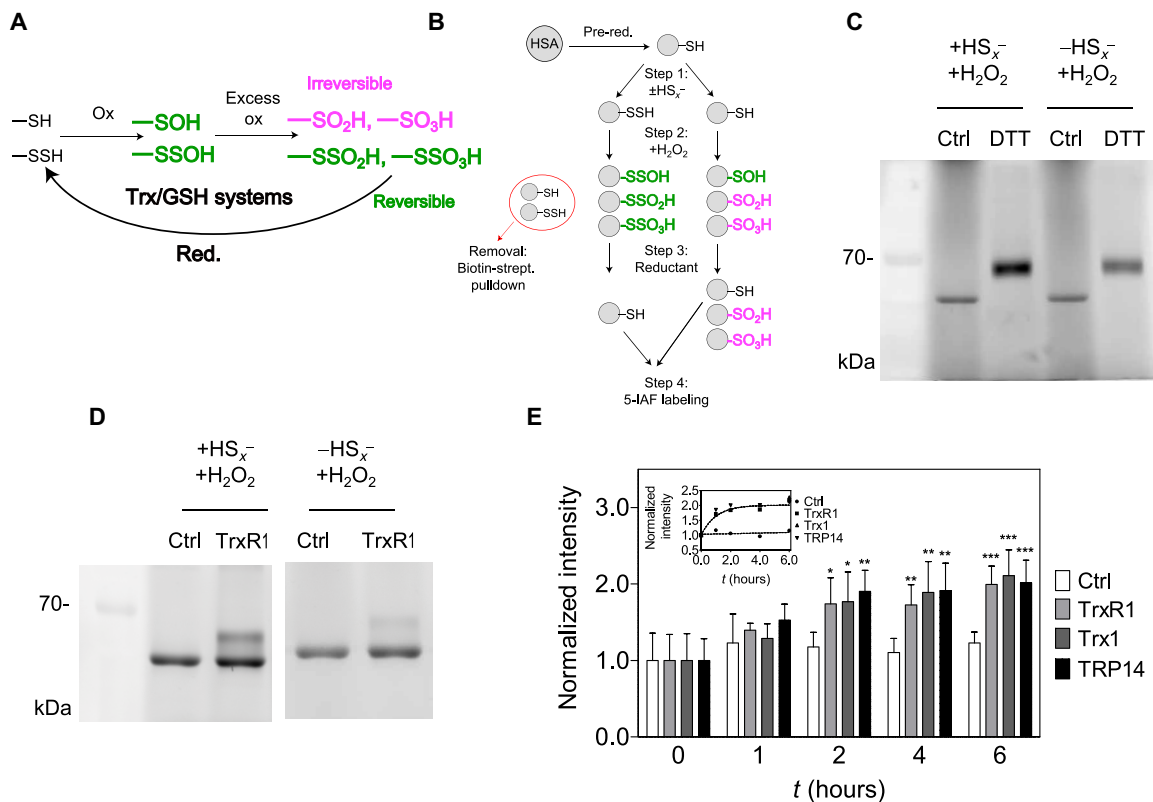 A
Irreversible
—SH
Ox
—SOH
Excess
ox
—SO2H, —SO3H
—SSH
—SSOH
—SSO2H, —SSO3H
Trx/GSH systems
Reversible
Red.
B
HSA
Pre-red.
—SH
Step 1:
±HSx−
—SSH
—SH
Step 2:
+H2O2
-SSOH
-SSO2H
-SSO3H
-SOH
-SO2H
-SO3H
—SH
—SSH
Removal:
Biotin-strept.
pulldown
Step 3:
Reductant
—SH
—SH
-SO2H
-SO3H
Step 4:
5-IAF labeling
C
+HSx− −HSx−
+H2O2 +H2O2
Ctrl DTT Ctrl DTT
70-
kDa
D
+HSx− −HSx−
+H2O2 +H2O2
Ctrl TrxR1 Ctrl TrxR1
70-
kDa
E
Normalized intensity
3.0
2.0
1.0
0.0
0 1 2 4 6
t (hours)
Normalized
intensity
2.5
2.0
1.5
1.0
0.5
0 2.0 4.0 6.0
t (hours)
Ctrl
TrxR1
Trx1
TRP14
* * **
** ** **
*** *** ***
Ctrl
TrxR1
Trx1
TRP14